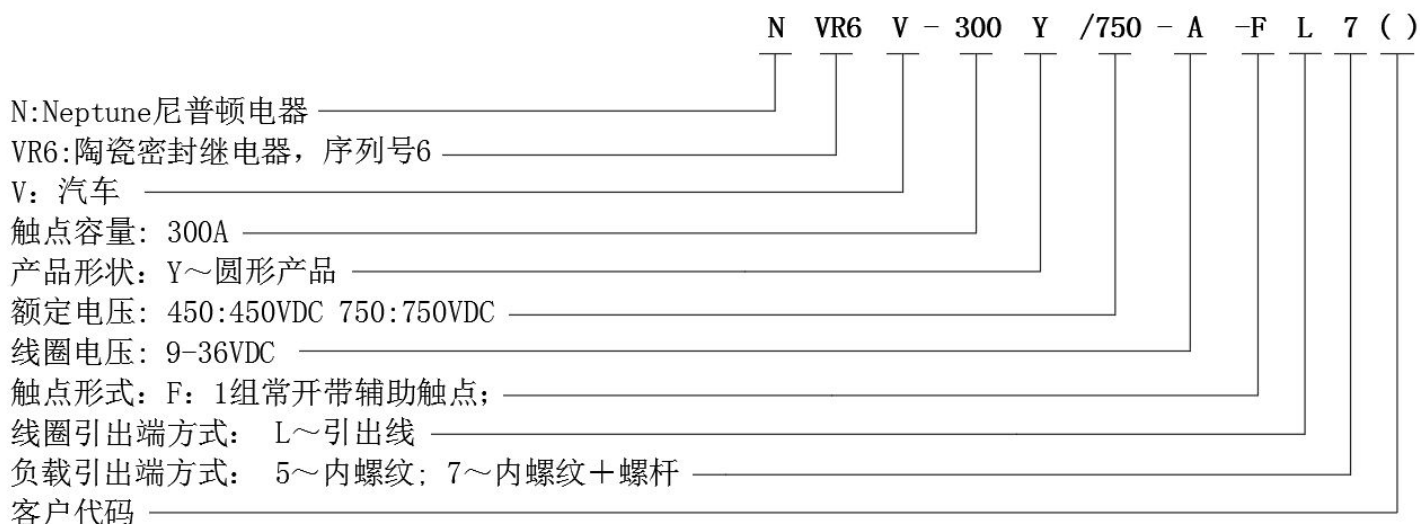 N VR6 V - 300 Y /750 - A -F L 7 ( )
N:Neptune尼普顿电器
VR6:陶瓷密封继电器，序列号6
V：汽车
触点容量：300A
产品形状：Y～圆形产品
额定电压：450:450VDC 750:750VDC
线圈电压：9-36VDC
触点形式：F：1组常开带辅助触点；
线圈引出端方式： L～引出线
负载引出端方式： 5～内螺纹；7～内螺纹＋螺杆
客户代码